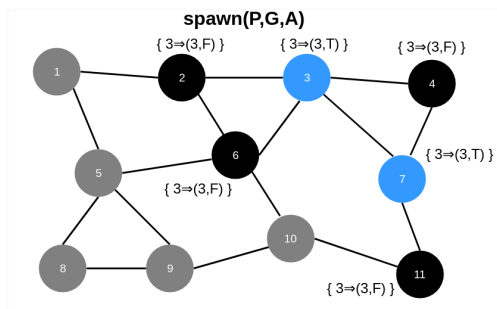 spawn(P,G,A)
{ 3⇒(3,F) }
{ 3⇒(3,T) }
{ 3⇒(3,F) }
1
2
3
4
{ 3⇒(3,T) }
6
5
7
{ 3⇒(3,F) }
10
8
9
11
{ 3⇒(3,F) }